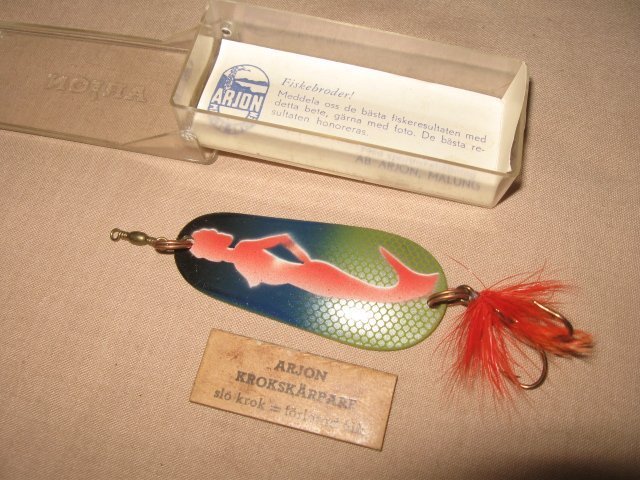 ARJON
ARJON
Fiskebröder!
Meddela oss de bästa fiskeresultaten med
detta bete, gärna med foto. De bästa re-
sultaten honoreras.
AB ARJON, MALUNG
ARJON
KROKSKÄRPARE
slö krok = förlorad